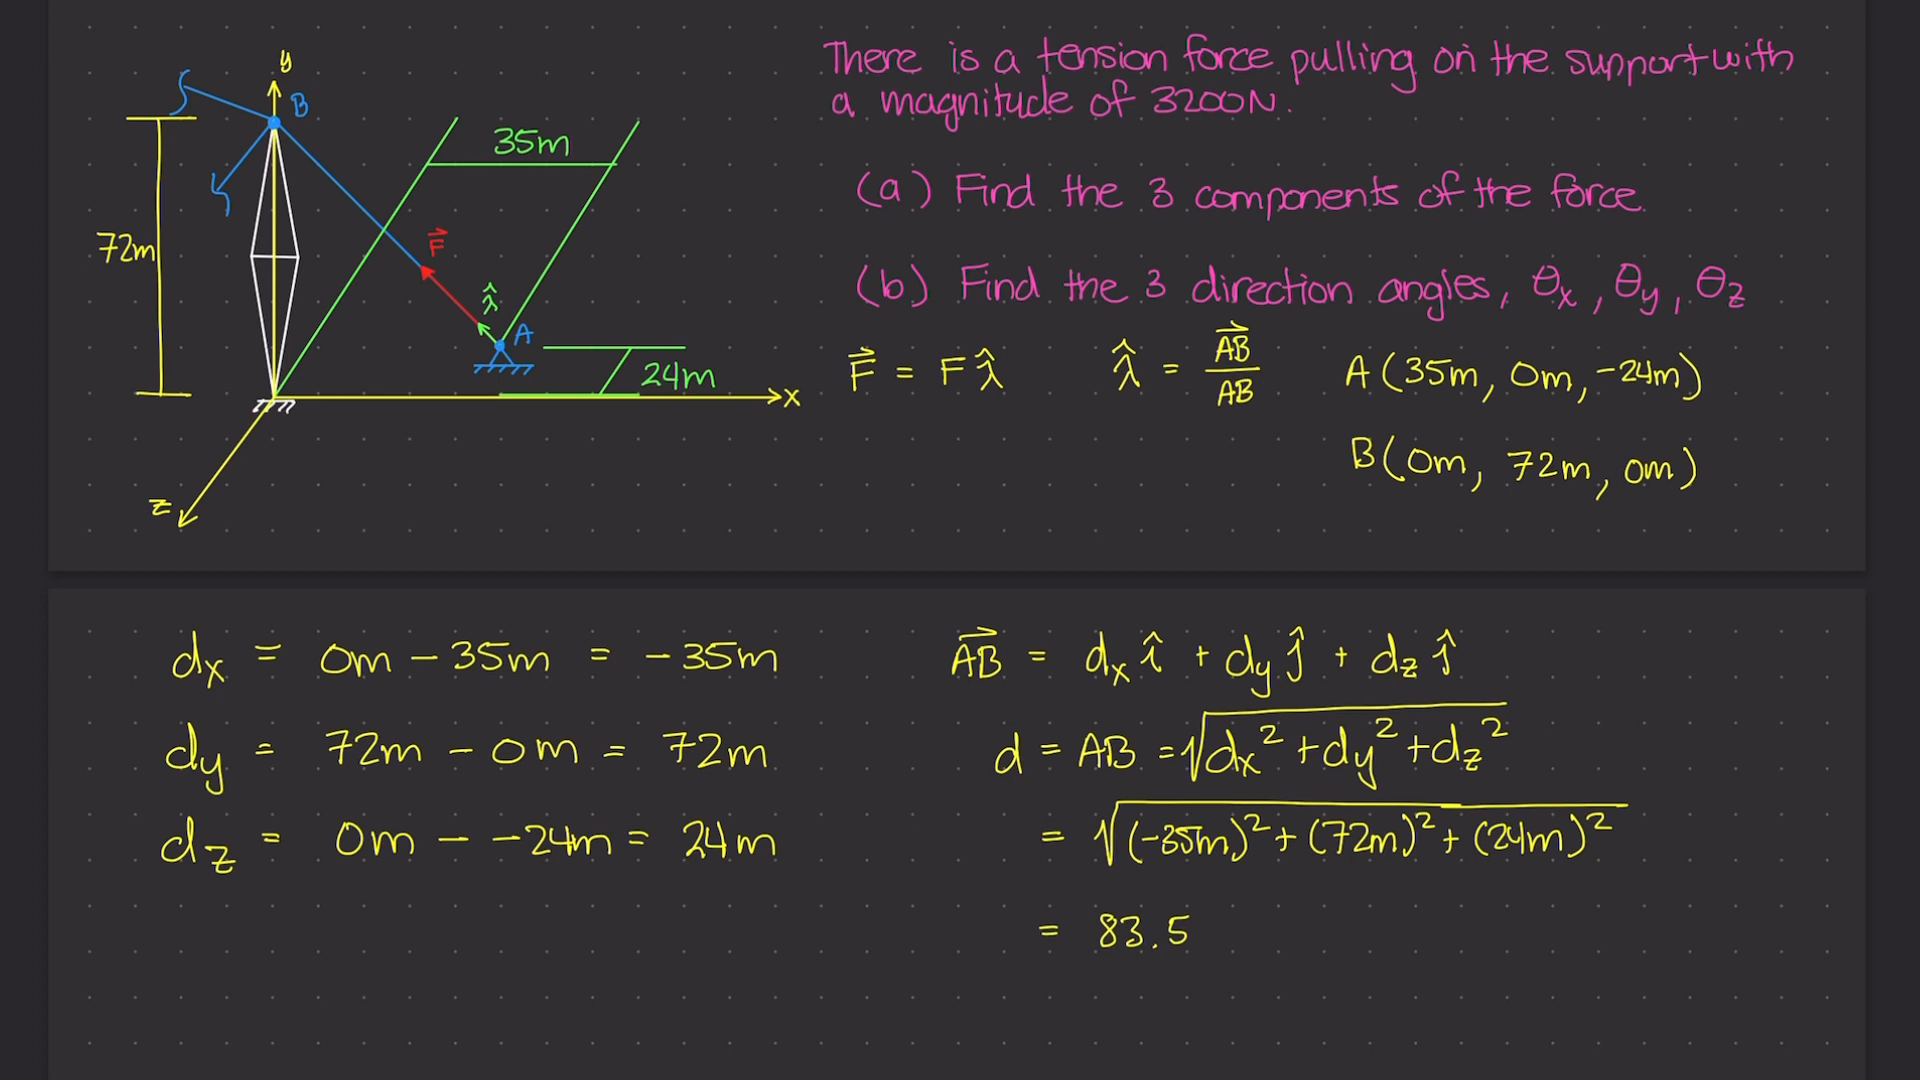 There is a tension force pulling on the support with
a magnitude of 3200N.
(a) Find the 3 components of the force
(b) Find the 3 direction angles, θx, θy, θz
y
B
35m
72m
F⃗
λ̂
A
24m
x
z
F⃗ = F λ̂
λ̂ = A͞B⃗ / AB
A(35m, 0m, -24m)
B(0m, 72m, 0m)
dx = 0m - 35m = -35m
dy = 72m - 0m = 72m
dz = 0m - -24m = 24m
AB⃗ = dx î + dy ĵ + dz ĵ
d = AB = √dx² + dy² + dz²
= √(-35m)² + (72m)² + (24m)²
= 83.5